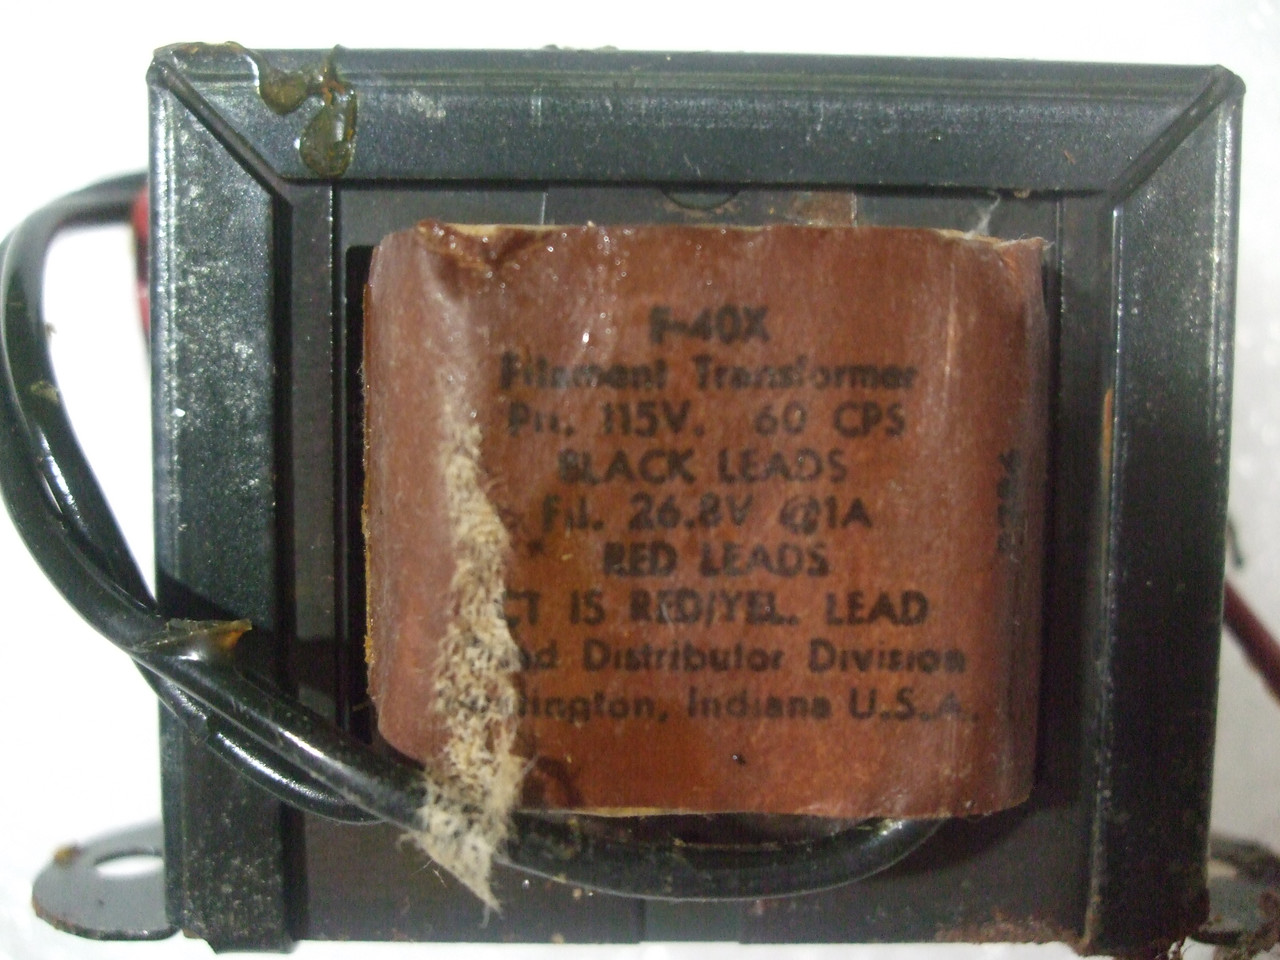 F-40X
Filament Transformer
Pri. 115V. 60 CPS
BLACK LEADS
Fil. 26.8V @1A
RED LEADS
CT IS RED/YEL. LEAD
Distributor Division
Indiana U.S.A.